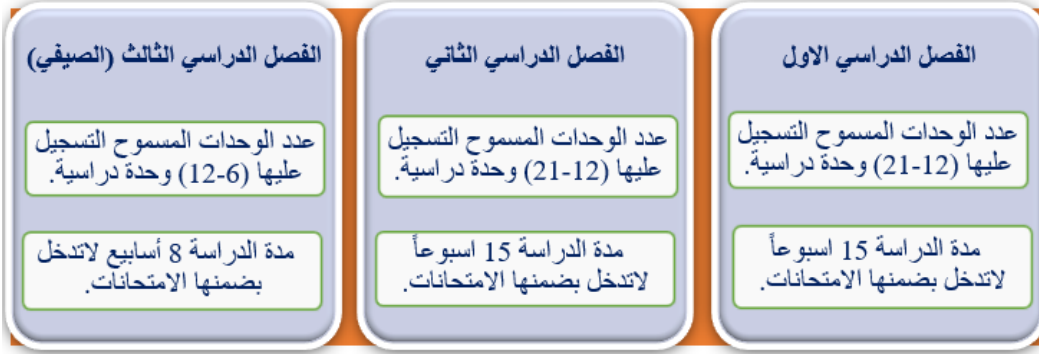 الفصل الدراسي الاول
عدد الوحدات المسموح التسجيل
عليها (12-21) وحدة دراسية.
مدة الدراسة 15 اسبوعاً
لاتدخل بضمنها الامتحانات.
الفصل الدراسي الثاني
عدد الوحدات المسموح التسجيل
عليها (12-21) وحدة دراسية.
مدة الدراسة 15 اسبوعاً
لاتدخل بضمنها الامتحانات.
الفصل الدراسي الثالث (الصيفي)
عدد الوحدات المسموح التسجيل
عليها (6-12) وحدة دراسية.
مدة الدراسة 8 أسابيع لاتدخل
بضمنها الامتحانات.